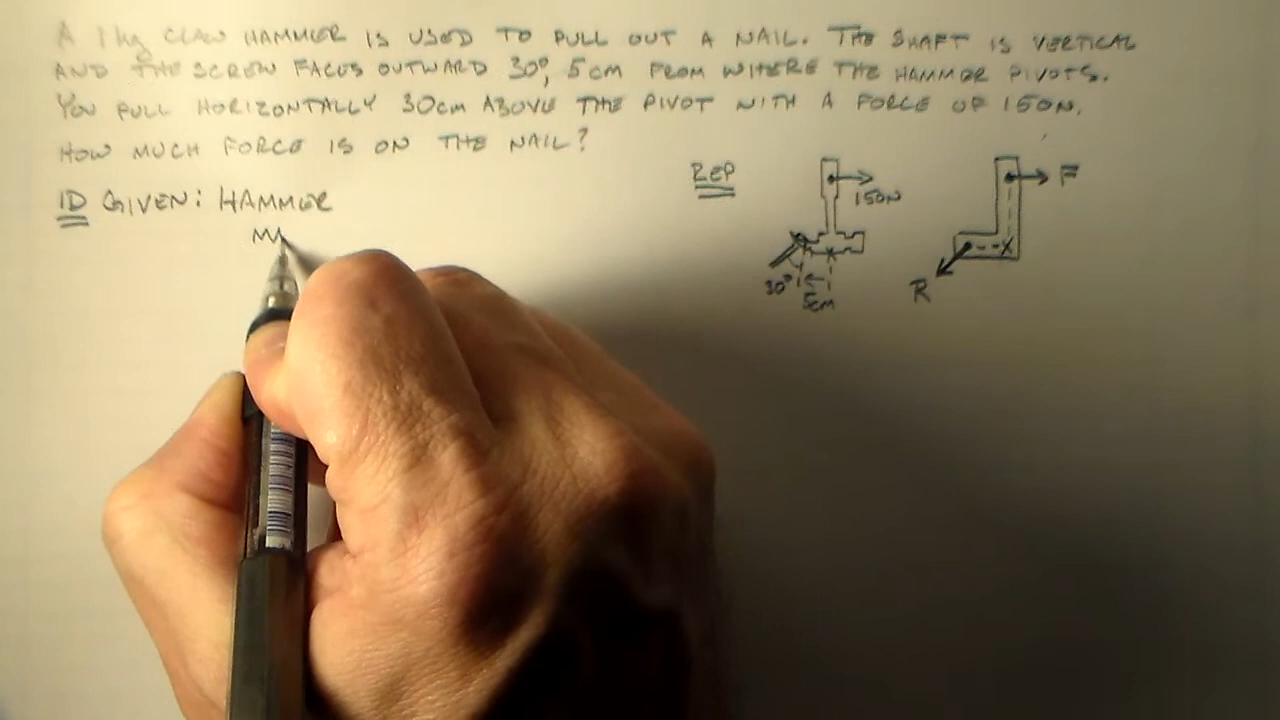 A 1kg CLAW HAMMER IS USED TO PULL OUT A NAIL. THE SHAFT IS VERTICAL
AND THE SCREW FACES OUTWARD 30°, 5cm FROM WHERE THE HAMMER PIVOTS.
YOU PULL HORIZONTALLY 30cm ABOVE THE PIVOT WITH A FORCE OF 150N.
HOW MUCH FORCE IS ON THE NAIL?
REP
150N
F
30°
5cm
R
ID GIVEN: HAMMER